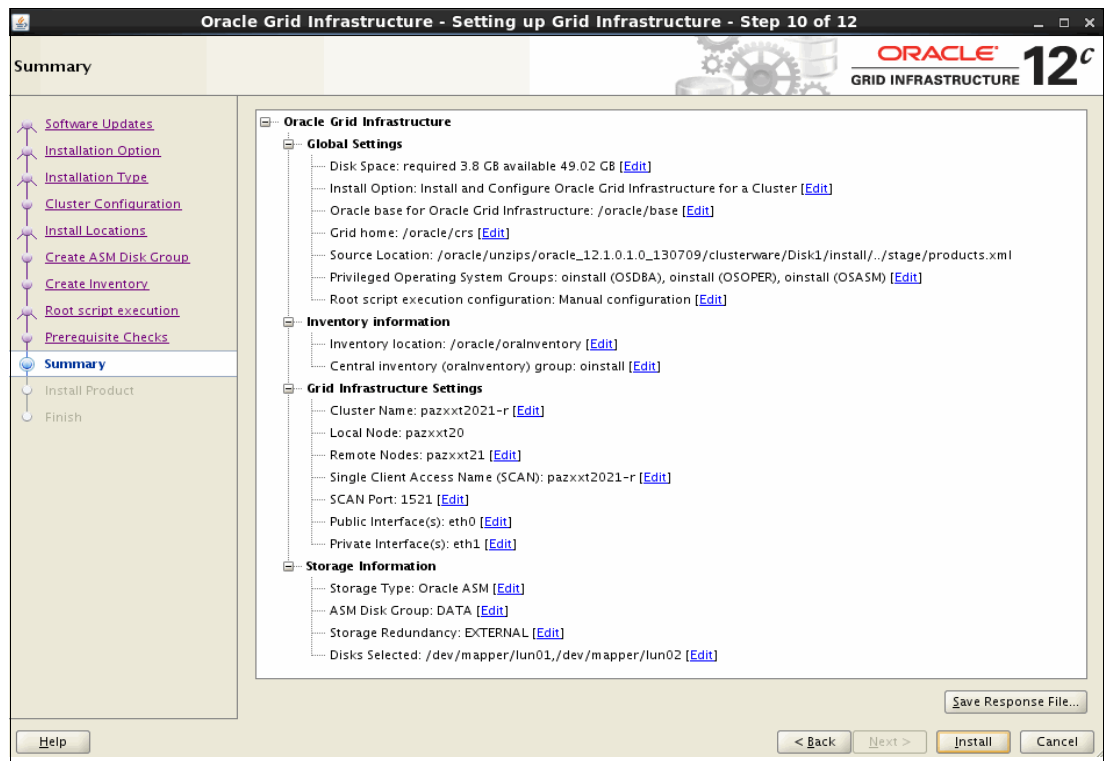 Oracle Grid Infrastructure - Setting up Grid Infrastructure - Step 10 of 12
Summary
ORACLE
GRID INFRASTRUCTURE
12c
Software Updates
Installation Option
Installation Type
Cluster Configuration
Install Locations
Create ASM Disk Group
Create Inventory
Root script execution
Prerequisite Checks
Summary
Install Product
Finish
Oracle Grid Infrastructure
Global Settings
Disk Space: required 3.8 GB available 49.02 GB [Edit]
Install Option: Install and Configure Oracle Grid Infrastructure for a Cluster [Edit]
Oracle base for Oracle Grid Infrastructure: /oracle/base [Edit]
Grid home: /oracle/crs [Edit]
Source Location: /oracle/unzips/oracle_12.1.0.1.0_130709/clusterware/Disk1/install/../stage/products.xml
Privileged Operating System Groups: oinstall (OSDBA), oinstall (OSOPER), oinstall (OSASM) [Edit]
Root script execution configuration: Manual configuration [Edit]
Inventory information
Inventory location: /oracle/oraInventory [Edit]
Central inventory (oraInventory) group: oinstall [Edit]
Grid Infrastructure Settings
Cluster Name: pazxxt2021-r [Edit]
Local Node: pazxxt20
Remote Nodes: pazxxt21 [Edit]
Single Client Access Name (SCAN): pazxxt2021-r [Edit]
SCAN Port: 1521 [Edit]
Public Interface(s): eth0 [Edit]
Private Interface(s): eth1 [Edit]
Storage Information
Storage Type: Oracle ASM [Edit]
ASM Disk Group: DATA [Edit]
Storage Redundancy: EXTERNAL [Edit]
Disks Selected: /dev/mapper/lun01,/dev/mapper/lun02 [Edit]
Save Response File...
Help
< Back
Next >
Install
Cancel